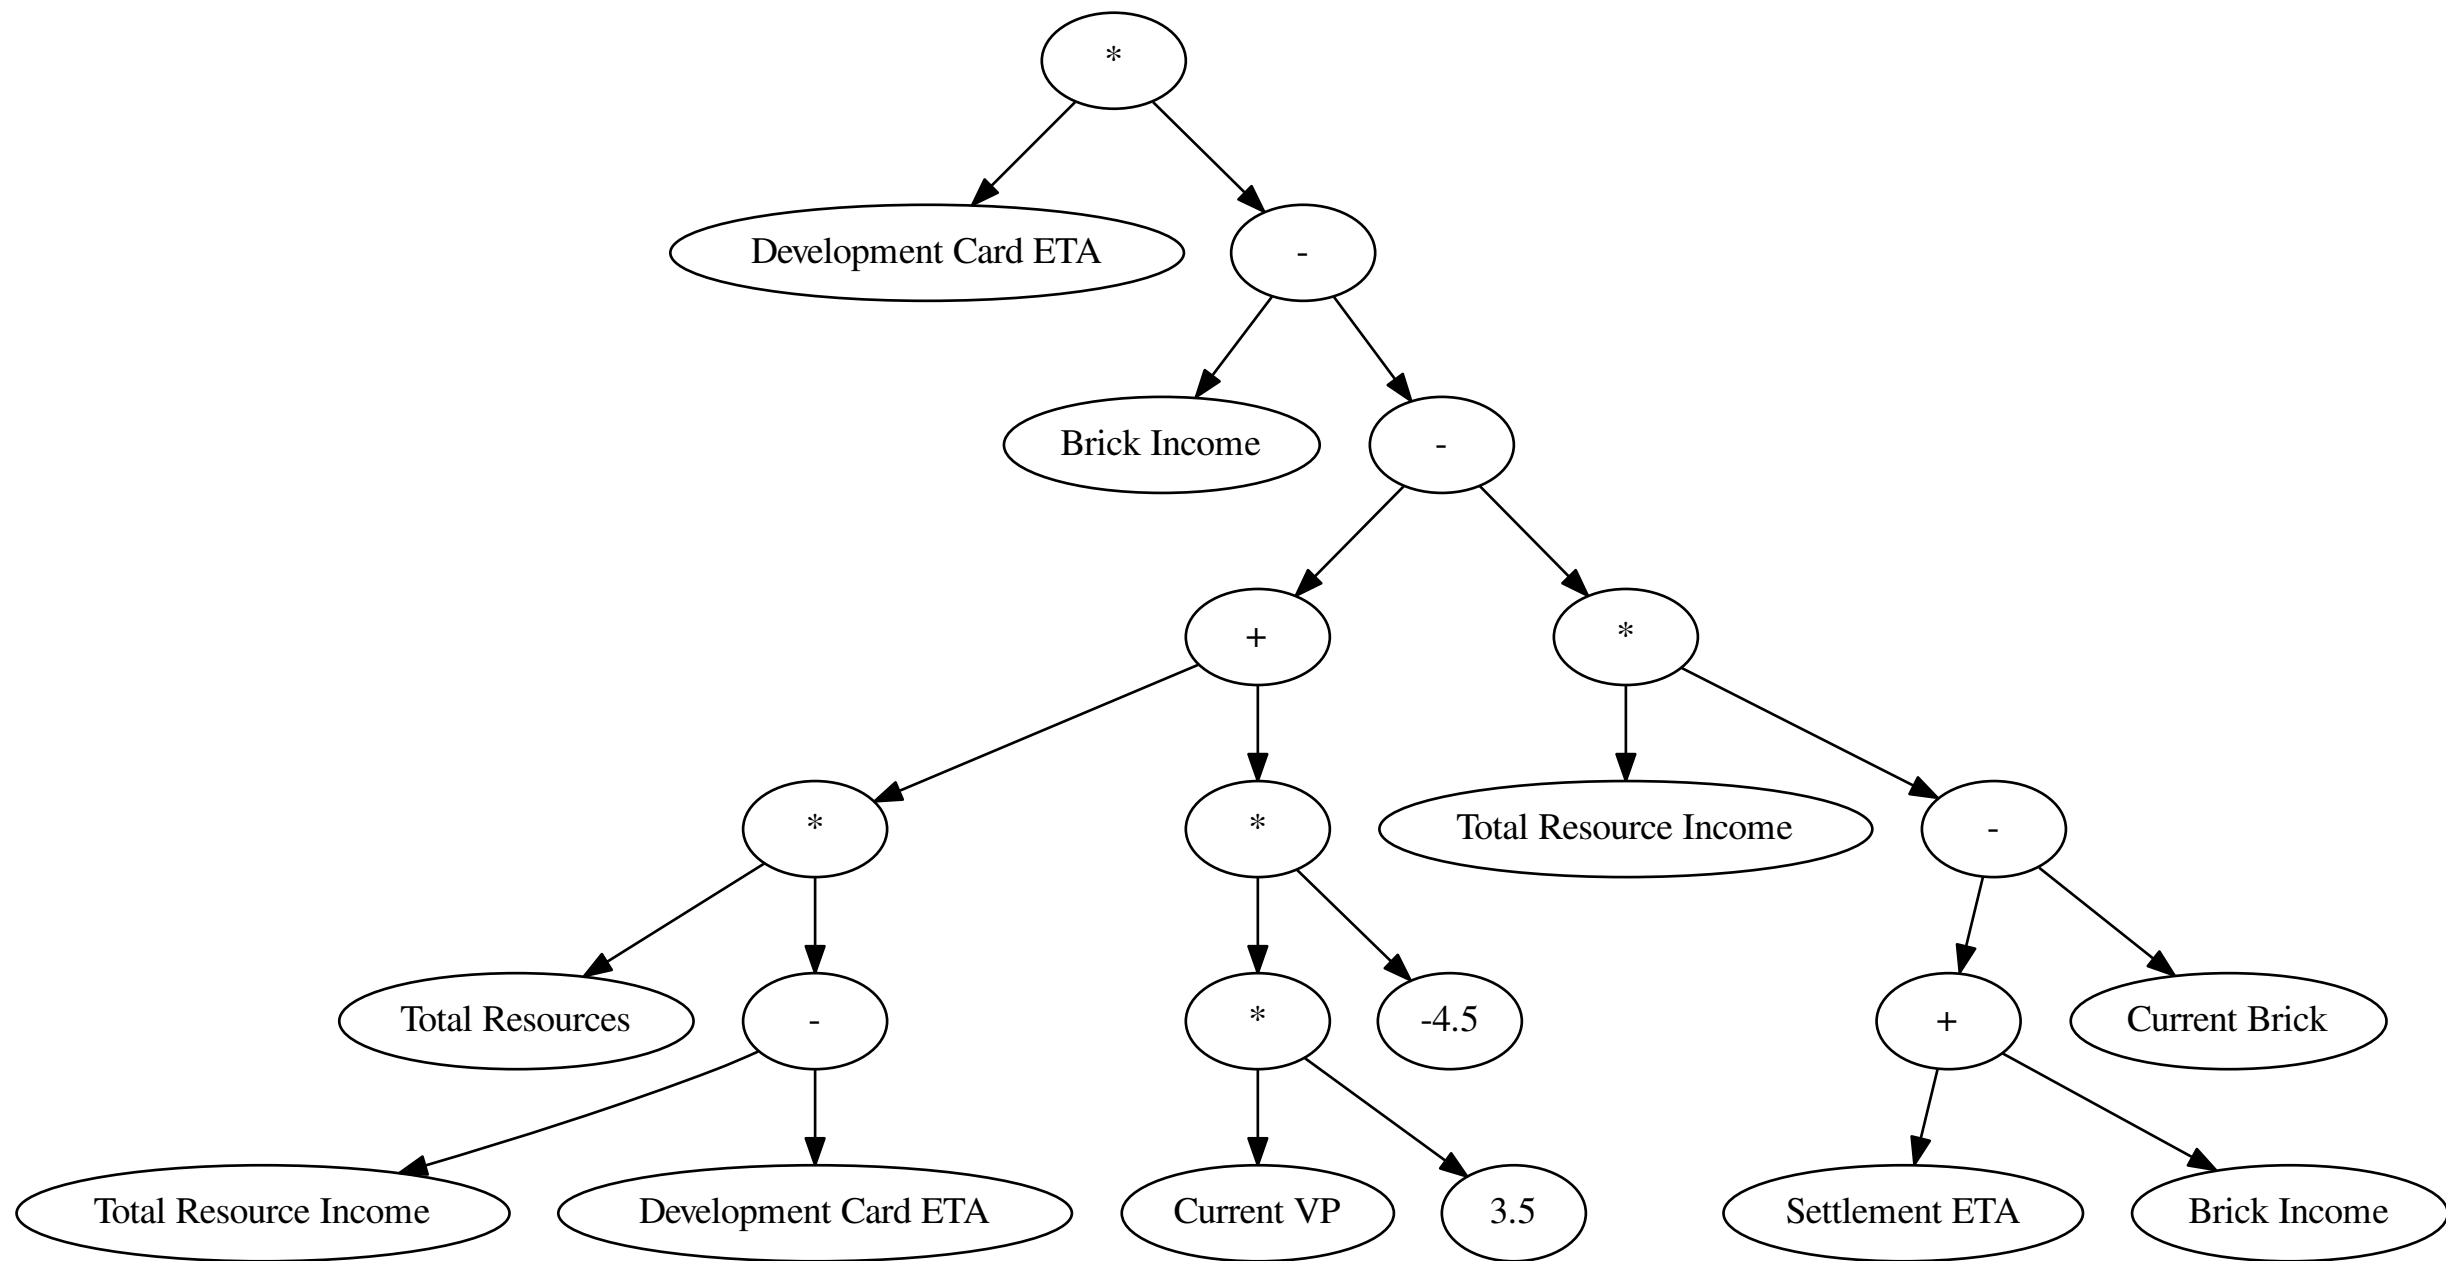 *
Development Card ETA
-
Brick Income
-
+
*
*
*
Total Resource Income
-
Total Resources
-
*
-4.5
+
Current Brick
Total Resource Income
Development Card ETA
Current VP
3.5
Settlement ETA
Brick Income